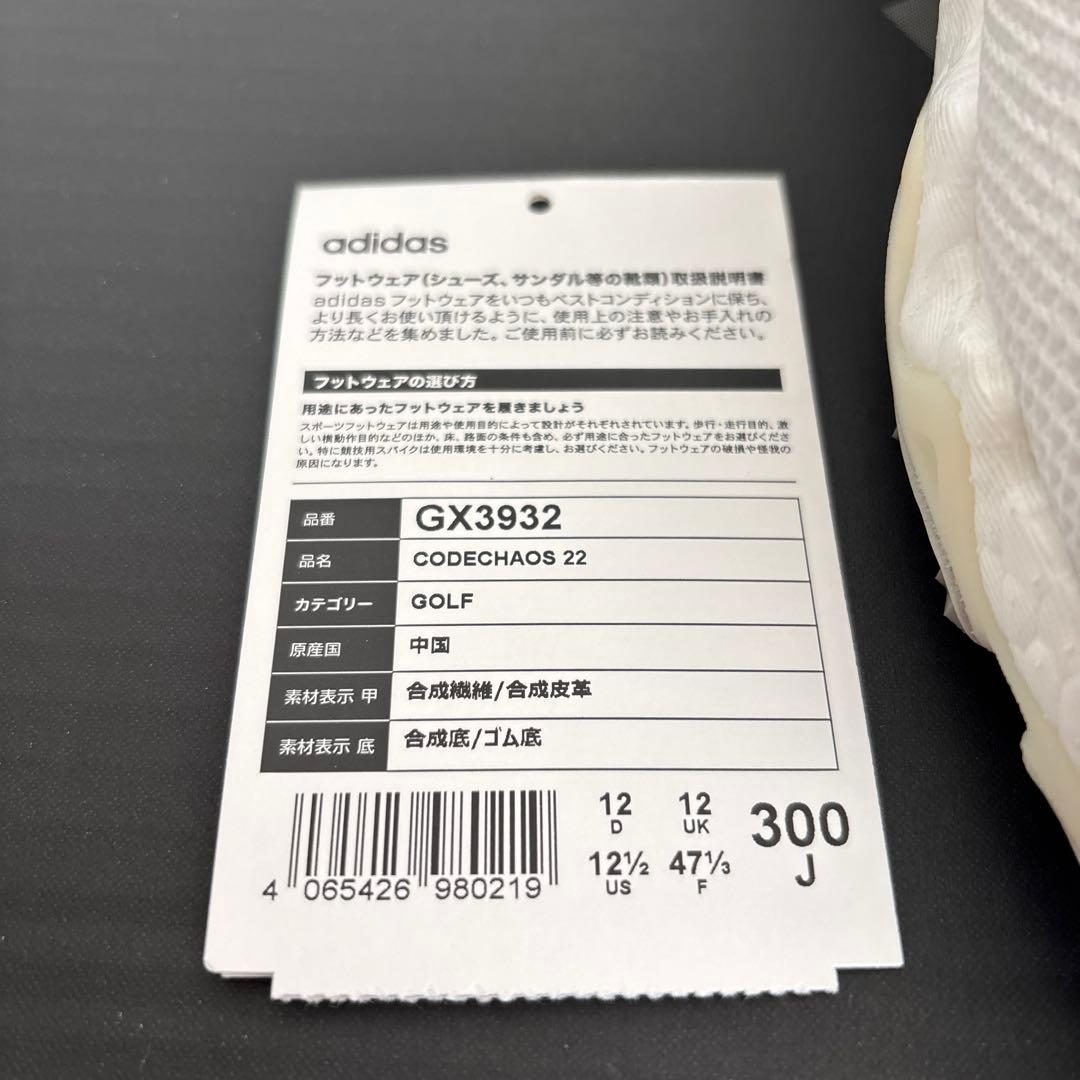 adidas
フットウェア(シューズ、サンダル等の靴類)取扱説明書
adidas フットウェアをいつもベストコンディションに保ち、
より長くお使い頂けるように、使用上の注意やお手入れの
方法などを集めました。ご使用前に必ずお読みください。
フットウェアの選び方
用途にあったフットウェアを履きましょう
スポーツフットウェアは用途や使用目的によって設計がそれぞれされています。歩行・走行目的、激
しい横動作目的などのほか、床、路面の条件も含め、必ず用途に合ったフットウェアをお選びくださ
い。特に競技用スパイクは使用環境を十分に考慮し、お選びください。フットウェアの破損や怪我の
原因になります。
品番 GX3932
品名 CODECHAOS 22
カテゴリー GOLF
原産国 中国
素材表示 甲 合成繊維/合成皮革
素材表示 底 合成底/ゴム底
12 D 12 UK 300 J
12½ US 47⅓ F
4 065426 980219